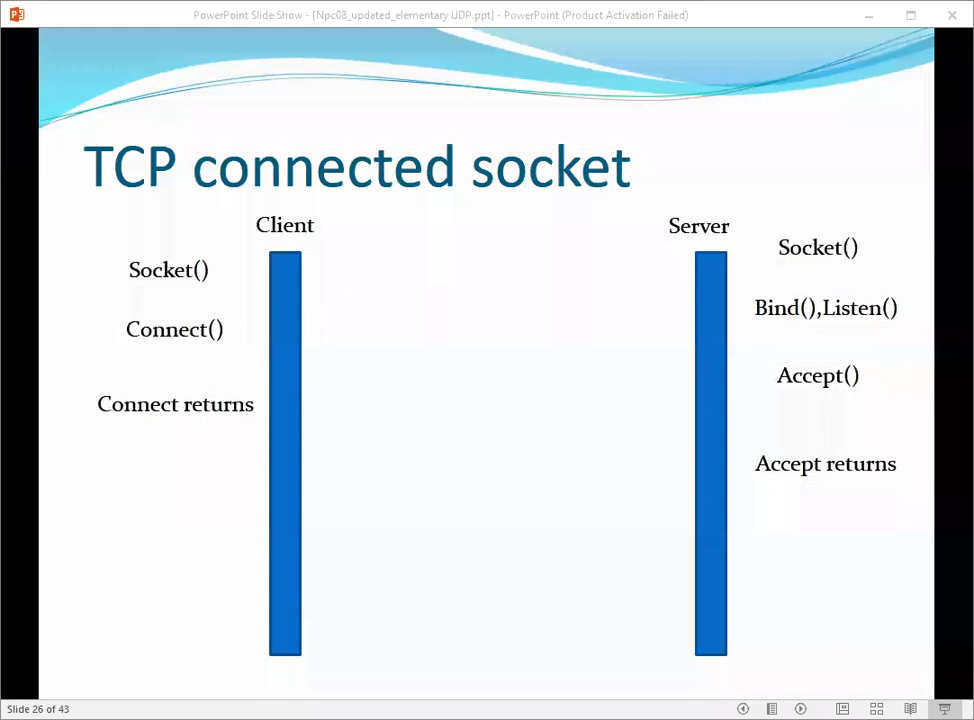 PowerPoint Slide Show - [Npc08_updated_elementary UDP.ppt] - PowerPoint (Product Activation Failed)
TCP connected socket
Client
Server
Socket()
Socket()
Connect()
Bind(),Listen()
Accept()
Connect returns
Accept returns
Slide 26 of 43